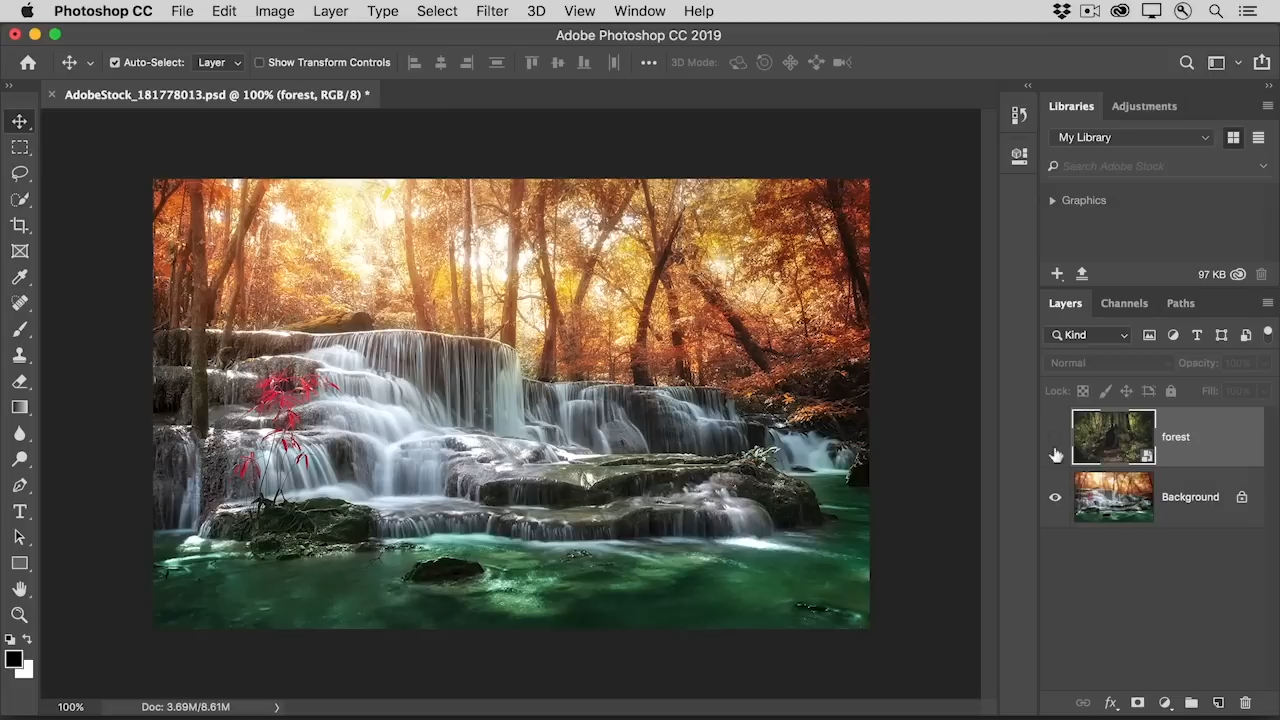 Photoshop CC File Edit Image Layer Type Select Filter 3D View Window Help
Adobe Photoshop CC 2019
Auto-Select: Layer Show Transform Controls 3D Mode:
AdobeStock_181778013.psd @ 100% (forest, RGB/8) *
Libraries Adjustments
My Library
Search Adobe Stock
Graphics
97 KB
Layers Channels Paths
Kind
Normal Opacity: 100%
Lock: Fill: 100%
forest
Background
100% Doc: 3.69M/8.61M